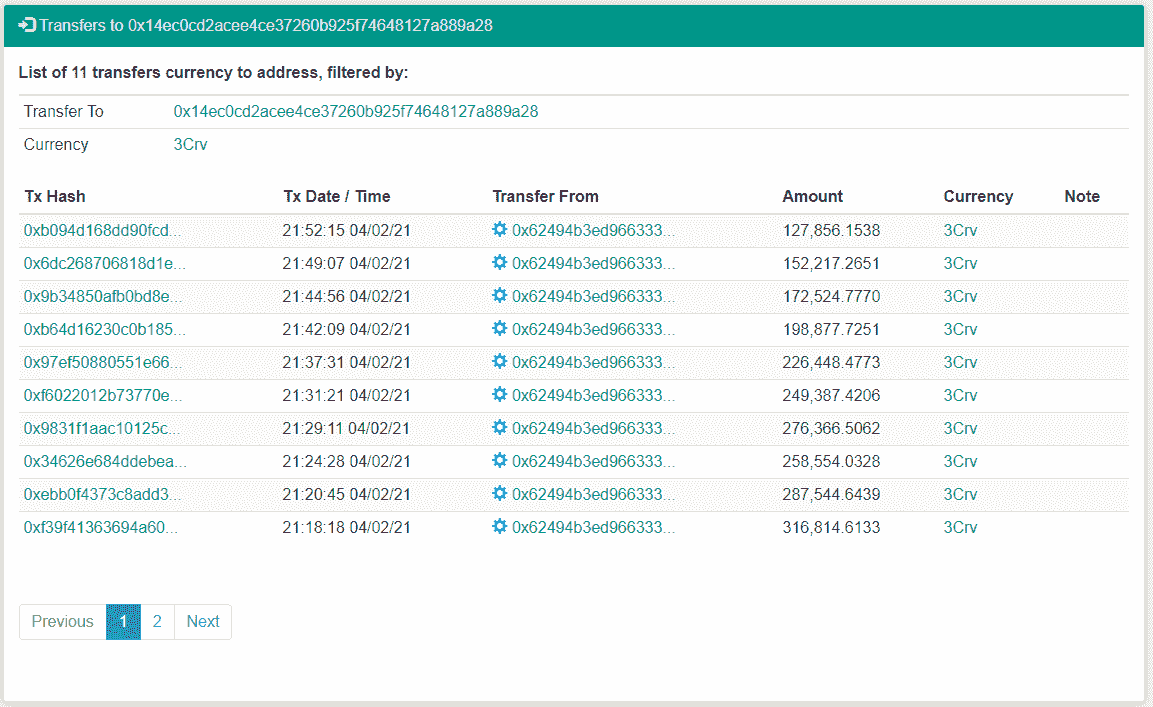 Transfers to 0x14ec0cd2acee4ce37260b925f74648127a889a28
List of 11 transfers currency to address, filtered by:
Transfer To 0x14ec0cd2acee4ce37260b925f74648127a889a28
Currency 3Crv
Tx Hash Tx Date / Time Transfer From Amount Currency Note
0xb094d168dd90fcd... 21:52:15 04/02/21 0x62494b3ed966333... 127,856.1538 3Crv
0x6dc268706818d1e... 21:49:07 04/02/21 0x62494b3ed966333... 152,217.2651 3Crv
0x9b34850afb0bd8e... 21:44:56 04/02/21 0x62494b3ed966333... 172,524.7770 3Crv
0xb64d16230c0b185... 21:42:09 04/02/21 0x62494b3ed966333... 198,877.7251 3Crv
0x97ef50880551e66... 21:37:31 04/02/21 0x62494b3ed966333... 226,448.4773 3Crv
0xf6022012b73770e... 21:31:21 04/02/21 0x62494b3ed966333... 249,387.4206 3Crv
0x9831f1aac10125c... 21:29:11 04/02/21 0x62494b3ed966333... 276,366.5062 3Crv
0x34626e684ddebea... 21:24:28 04/02/21 0x62494b3ed966333... 258,554.0328 3Crv
0xebb0f4373c8add3... 21:20:45 04/02/21 0x62494b3ed966333... 287,544.6439 3Crv
0xf39f41363694a60... 21:18:18 04/02/21 0x62494b3ed966333... 316,814.6133 3Crv
Previous 1 2 Next